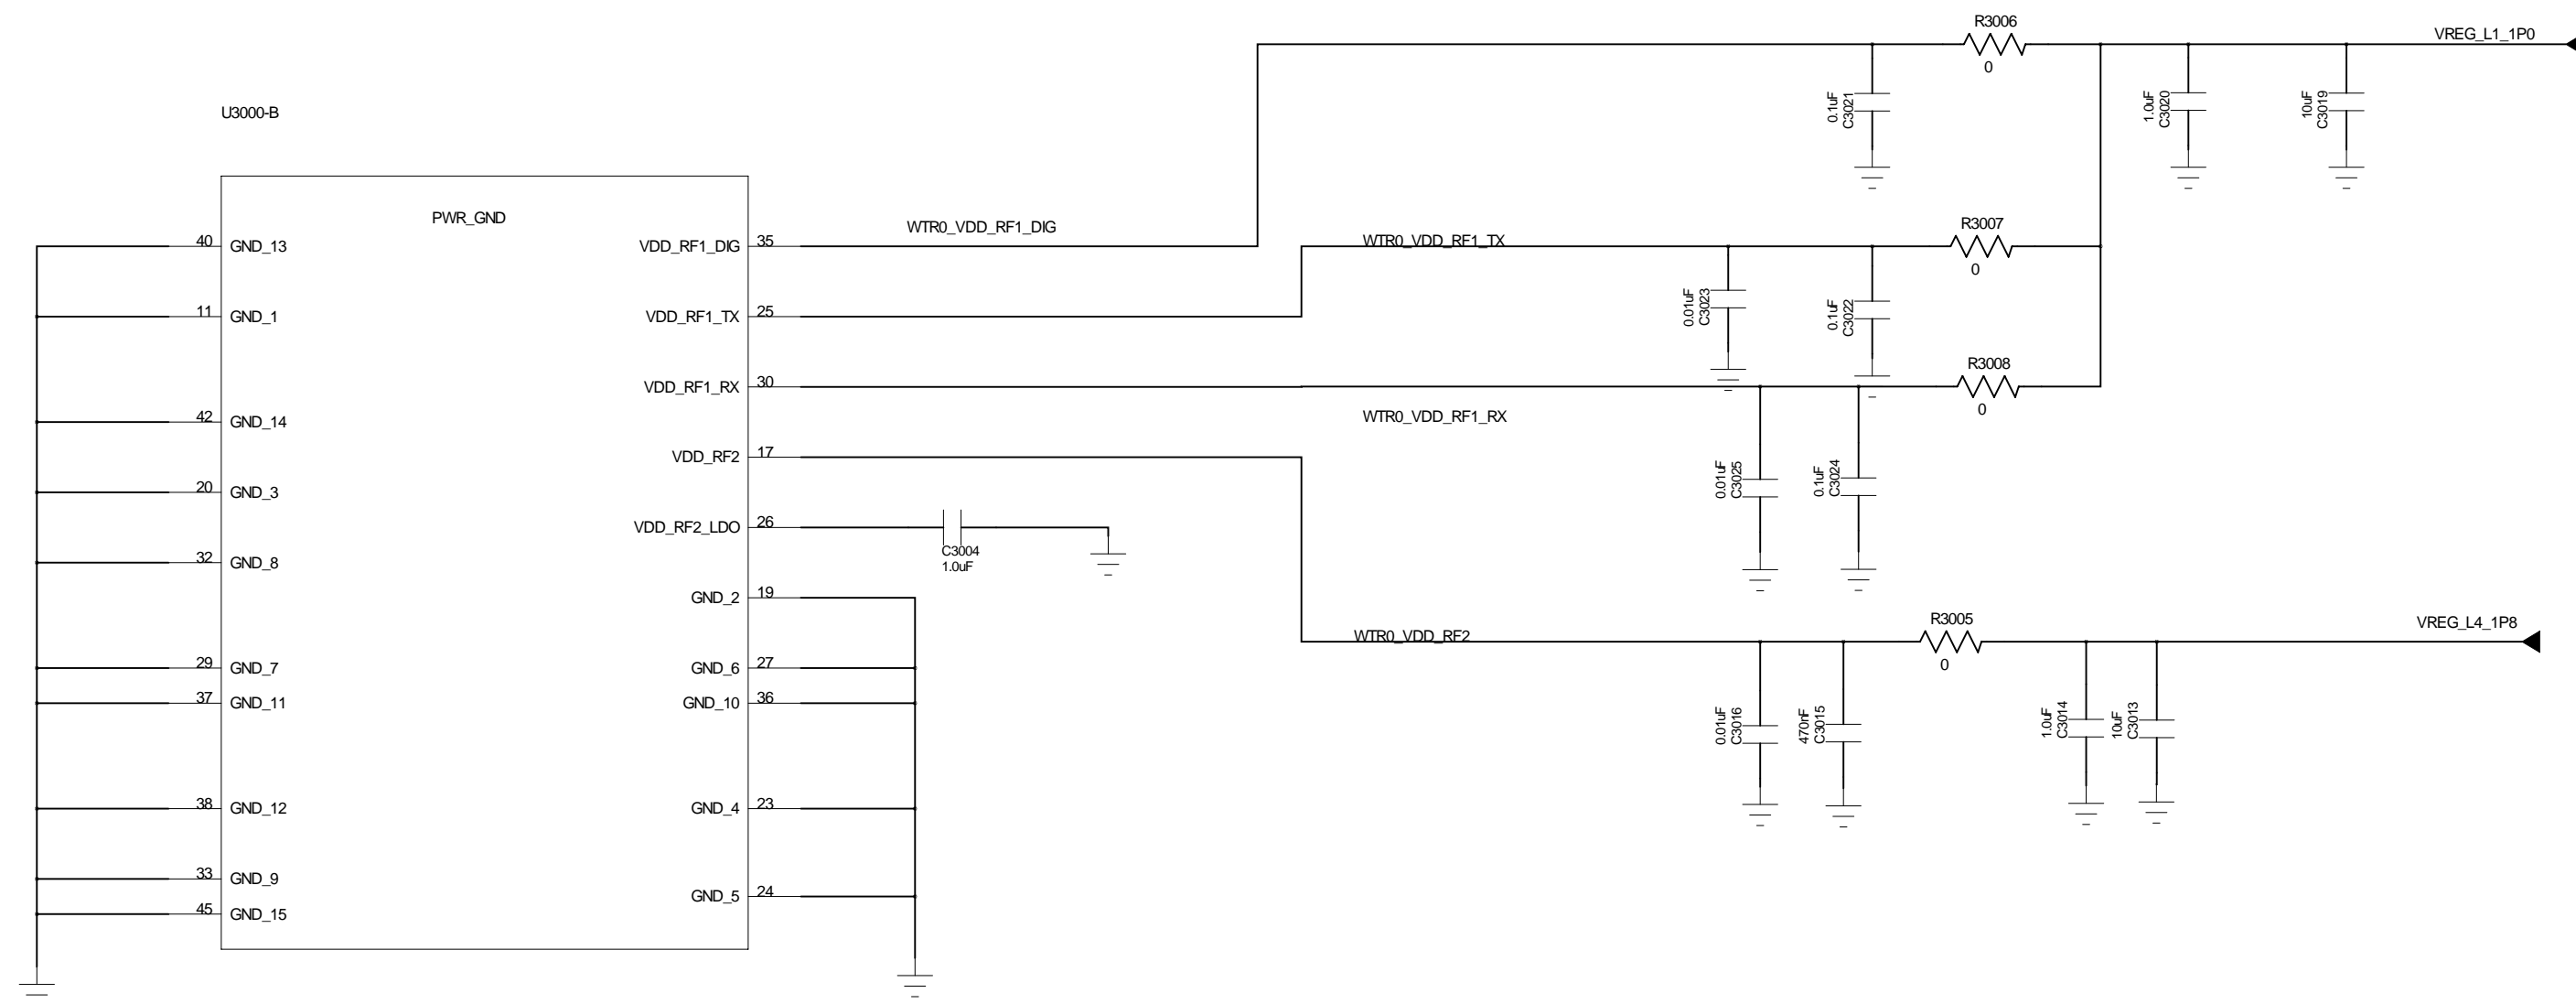 R3006
VREG_L1_1P0
0
0.1uF
C3021
1.0uF
C3020
10uF
C3019
U3000-B
PWR_GND
40 GND_13
11 GND_1
42 GND_14
20 GND_3
32 GND_8
29 GND_7
37 GND_11
38 GND_12
33 GND_9
45 GND_15
VDD_RF1_DIG 35
VDD_RF1_TX 25
VDD_RF1_RX 30
VDD_RF2 17
VDD_RF2_LDO 26
GND_2 19
GND_6 27
GND_10 36
GND_4 23
GND_5 24
WTR0_VDD_RF1_DIG
WTR0_VDD_RF1_TX
R3007
0
0.01uF
C3023
0.1uF
C3022
R3008
0
WTR0_VDD_RF1_RX
0.01uF
C3025
0.1uF
C3024
C3004
1.0uF
WTR0_VDD_RF2
R3005
0
VREG_L4_1P8
0.01uF
C3016
470nF
C3015
1.0uF
C3014
10uF
C3013